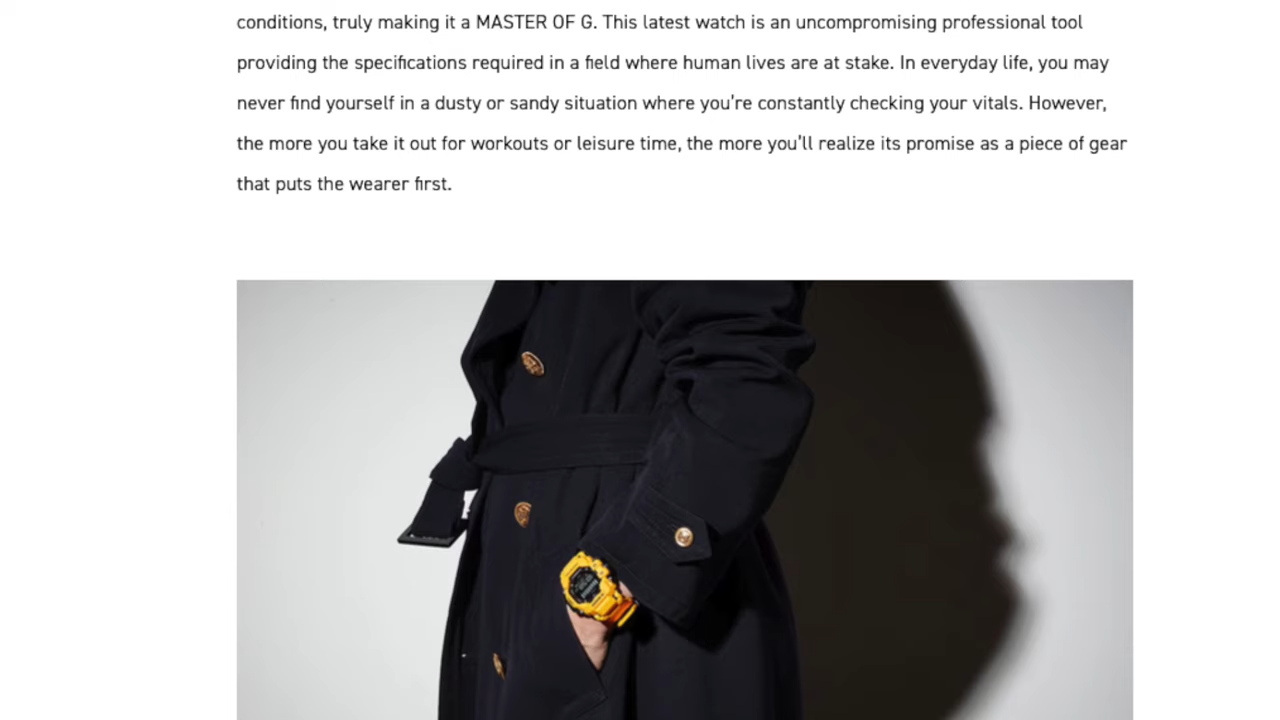 conditions, truly making it a MASTER OF G. This latest watch is an uncompromising professional tool
providing the specifications required in a field where human lives are at stake. In everyday life, you may
never find yourself in a dusty or sandy situation where you’re constantly checking your vitals. However,
the more you take it out for workouts or leisure time, the more you’ll realize its promise as a piece of gear
that puts the wearer first.